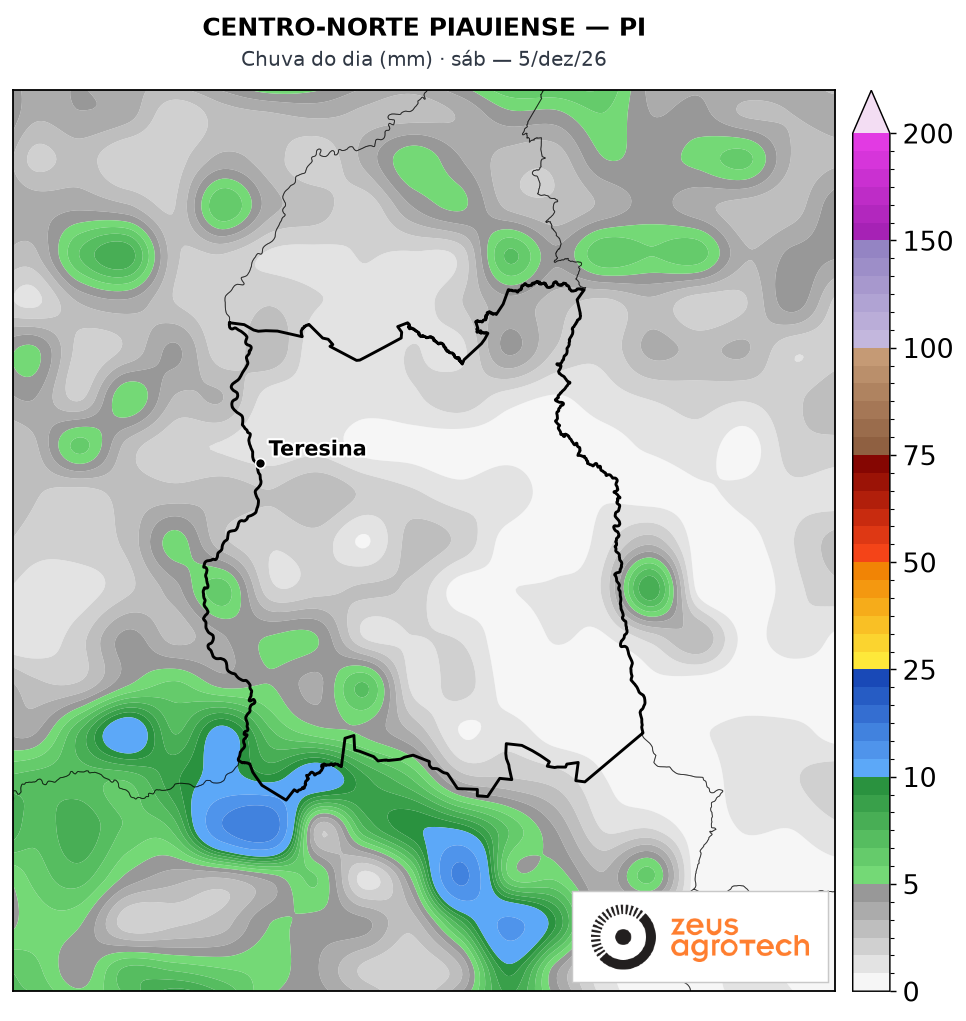 CENTRO-NORTE PIAUIENSE — PI
Chuva do dia (mm) · sáb — 5/dez/26
Teresina
200
150
100
75
50
25
10
5
0
zeus
agrotech